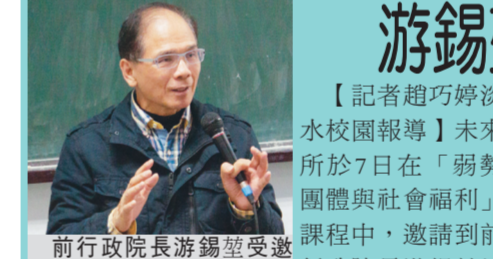 游錫
【記者趙巧婷淡
水校園報導】未來
所於7日在「弱勢
團體與社會福利」
課程中，邀請到前
前行政院長游錫堃受邀